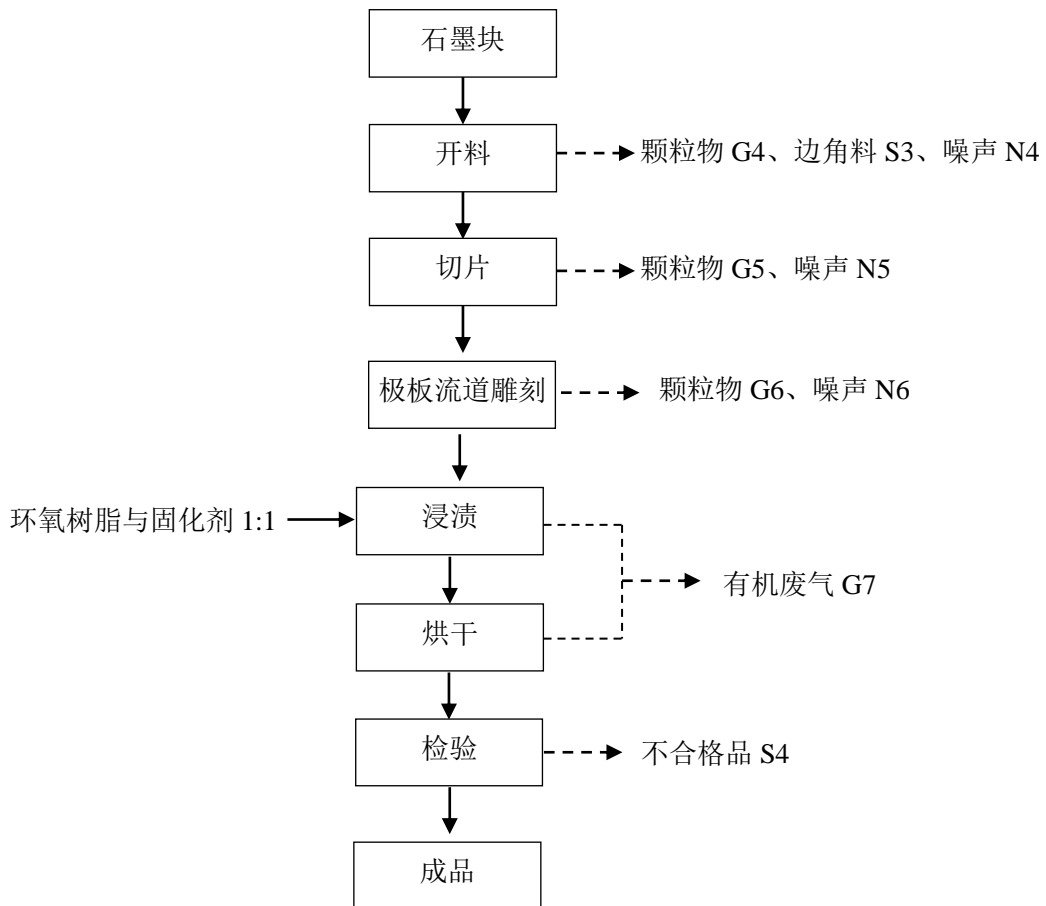 石墨块
开料
颗粒物 G4、边角料 S3、噪声 N4
切片
颗粒物 G5、噪声 N5
极板流道雕刻
颗粒物 G6、噪声 N6
环氧树脂与固化剂 1:1
浸渍
有机废气 G7
烘干
检验
不合格品 S4
成品